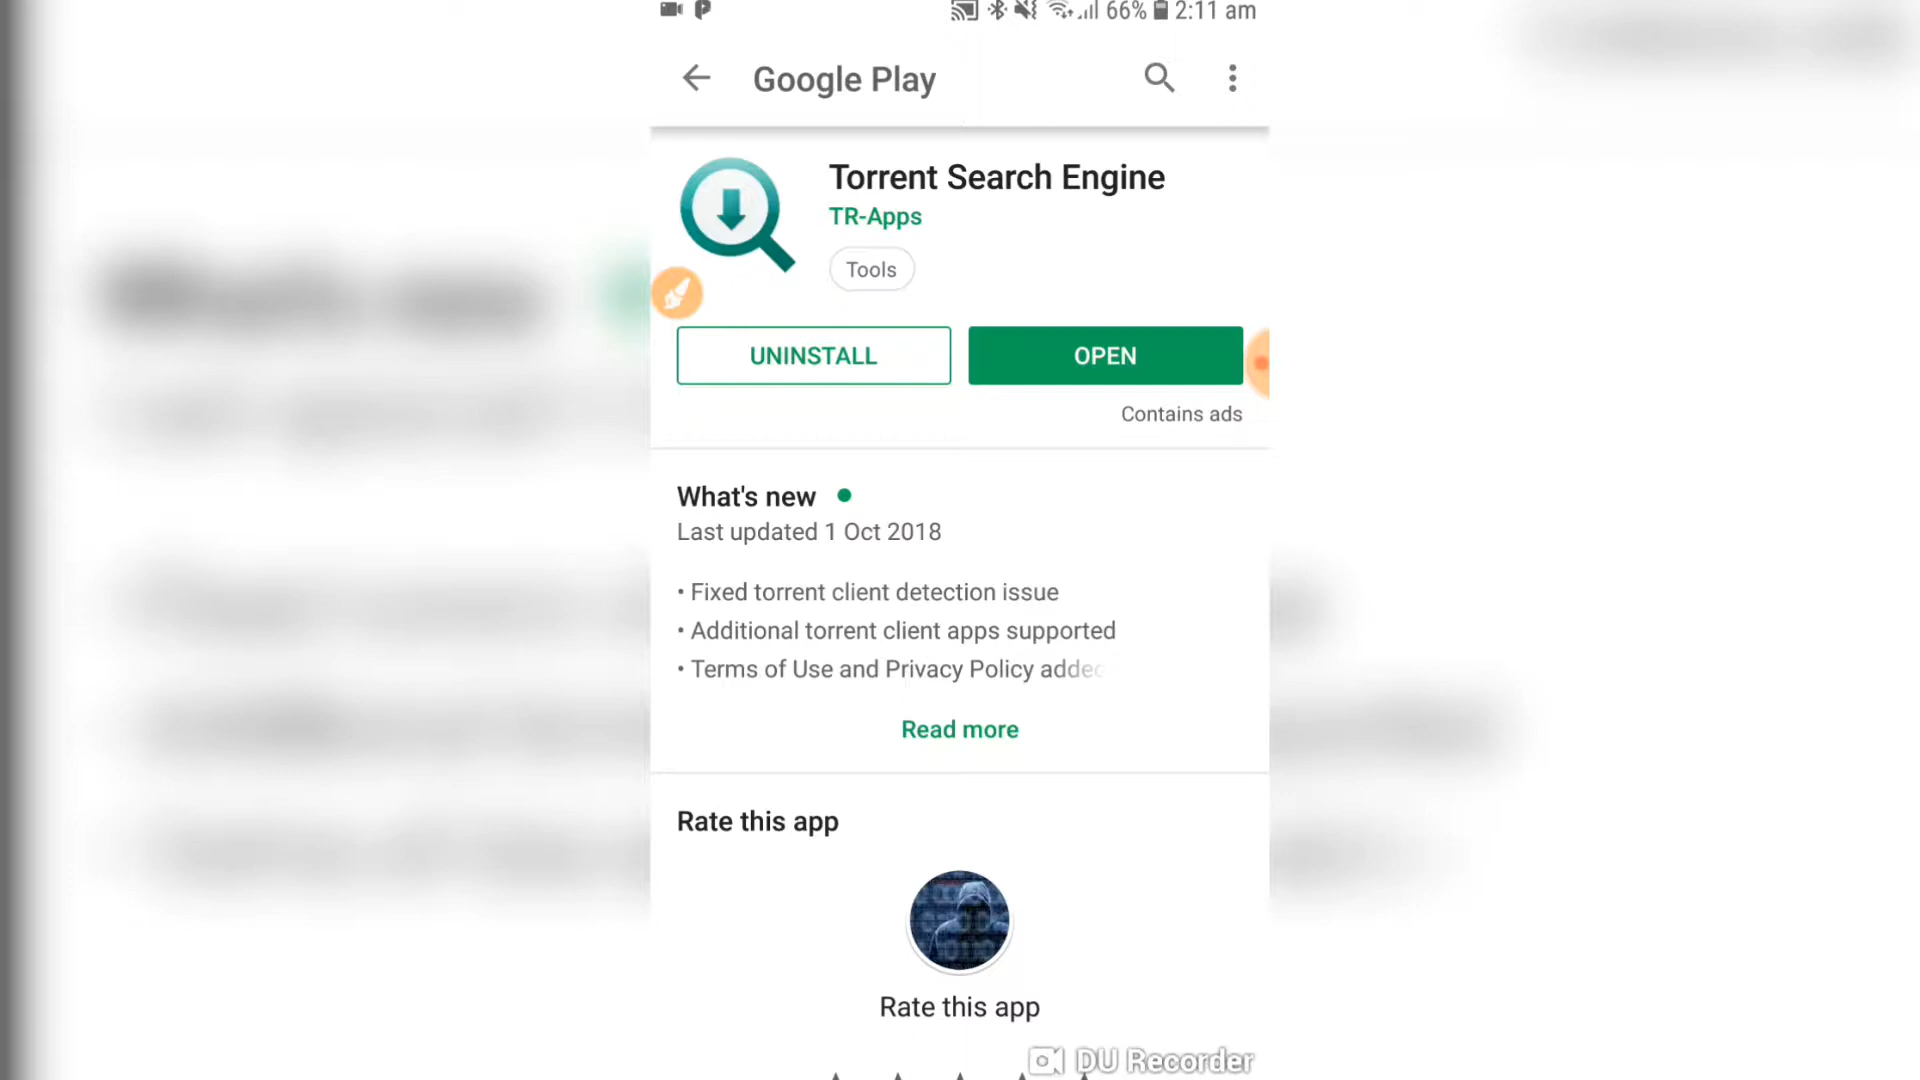 66% 2:11 am
Google Play
Torrent Search Engine
TR-Apps
Tools
UNINSTALL
OPEN
Contains ads
What's new
Last updated 1 Oct 2018
• Fixed torrent client detection issue
• Additional torrent client apps supported
• Terms of Use and Privacy Policy added
Read more
Rate this app
Rate this app
DU Recorder